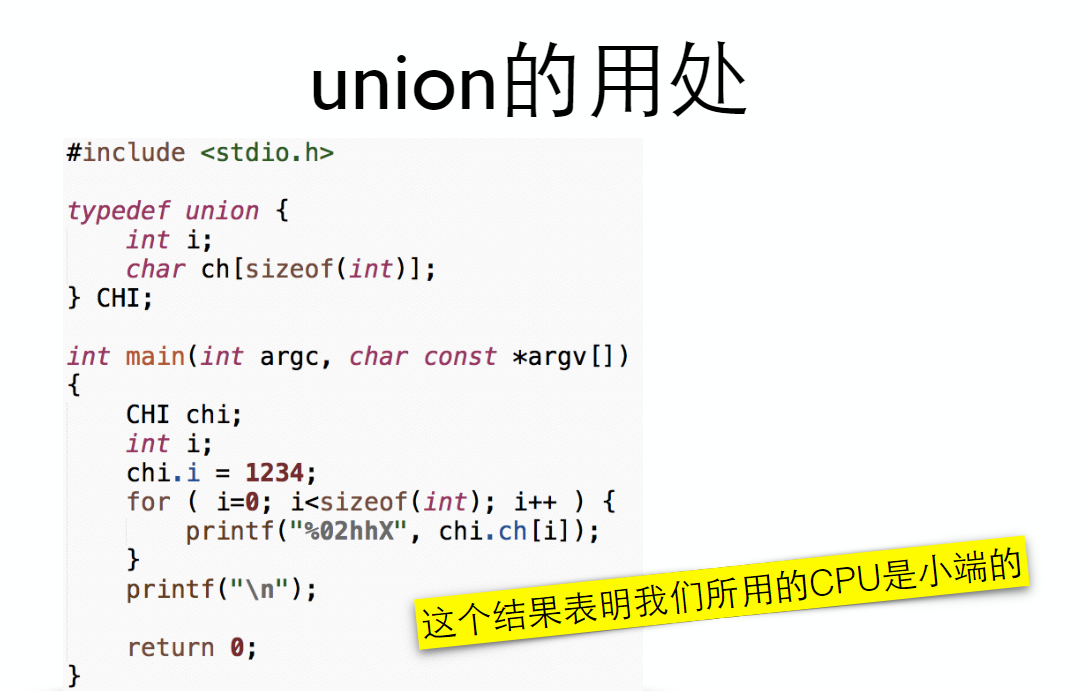 union的用处
#include <stdio.h>
typedef union {
    int i;
    char ch[sizeof(int)];
} CHI;
int main(int argc, char const *argv[])
{
    CHI chi;
    int i;
    chi.i = 1234;
    for ( i=0; i<sizeof(int); i++ ) {
        printf("%02hhX", chi.ch[i]);
    }
    printf("\n");
    return 0;
}
这个结果表明我们所用的CPU是小端的